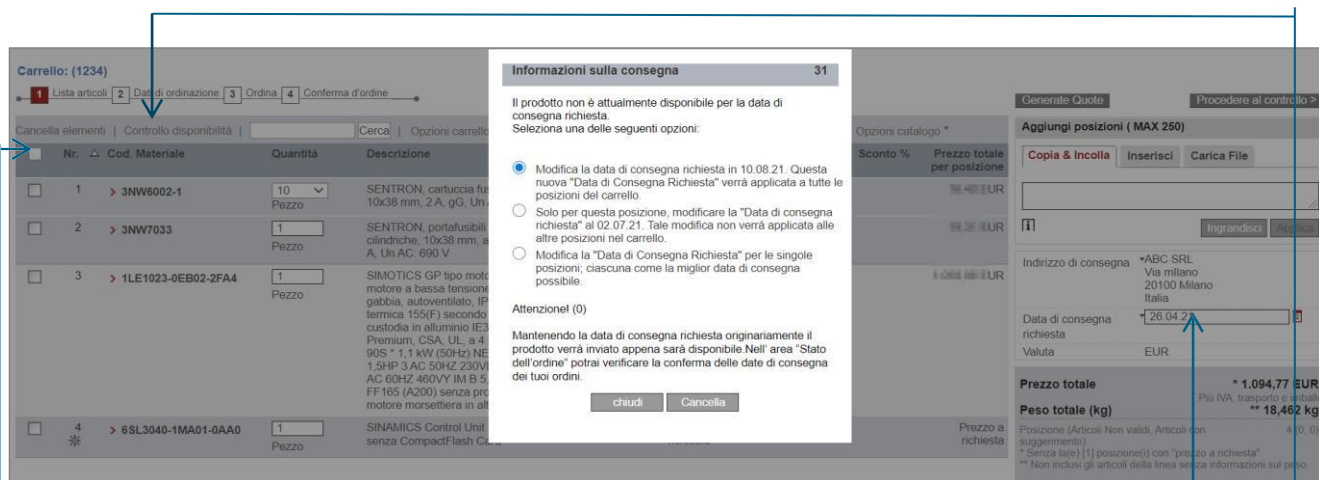 Carrello: (1234)
1 Lista articoli 2 Dati di ordinazione 3 Ordina 4 Conferma d'ordine
Cancella elementi | Controllo disponibilità | Cerca | Opzioni carrello
Opzioni catalogo *
Nr. Cod. Materiale Quantità Descrizione
Sconto % Prezzo totale
per posizione
1 > 3NW6002-1 10 SENTRON, cartuccia
Pezzo 10x38 mm, 2 A, gG, Un
UR
2 > 3NW7033 1 SENTRON, portafusibili
Pezzo cilindriche, 10x38 mm,
A, Un AC: 690 V
UR
3 > 1LE1023-0EB02-2FA4 1 SIMOTICS GP tipo
Pezzo motore a bassa tensione
gabbia, autoventilato,
termica 155(F) secondo
custodia in alluminio IE3
Premium, CSA, UL, a 4
90S * 1,1 kW (50Hz)
1,5HP 3 AC 50HZ
AC 60HZ 460VY IM B 5,
FF165 (A200) senza
motore morsettiera in
UR
4 > 6SL3040-1MA01-0AA0 1 SINAMICS Control Unit
Pezzo senza CompactFlash
Prezzo a
richiesta
Informazioni sulla consegna 31
Il prodotto non è attualmente disponibile per la data di
consegna richiesta.
Seleziona una delle seguenti opzioni:
Modifica la data di consegna richiesta in 10.08.21. Questa
nuova "Data di Consegna Richiesta" verrà applicata a tutte le
posizioni del carrello.
Solo per questa posizione, modificare la "Data di consegna
richiesta" al 02.07.21. Tale modifica non verrà applicata alle
altre posizioni nel carrello.
Modifica la "Data di Consegna Richiesta" per le singole
posizioni; ciascuna come la miglior data di consegna
possibile.
Attenzione! (0)
Mantenendo la data di consegna richiesta originariamente il
prodotto verrà inviato appena sarà disponibile.Nell' area "Stato
dell'ordine" potrai verificare la conferma delle date di consegna
dei tuoi ordini.
chiudi Cancella
Generate Quote Procedere al controllo >
Aggiungi posizioni ( MAX 250)
Copia & Incolla Inserisci Carica File
Ingrandisci Applica
Indirizzo di consegna ABC SRL
Via mIlano
20100 Milano
Italia
Data di consegna
richiesta
26.04.21
Valuta EUR
Prezzo totale * 1.094,77 EUR
Più IVA, trasporto e imballo
Peso totale (kg) ** 18,462 kg
Posizione (Articoli Non validi, Articoli con
suggerimento) 4 (0, 0)
* Senza la(e) [1] posizione(i) con "prezzo a richiesta"
** Non inclusi gli articoli della linea senza informazioni sul peso